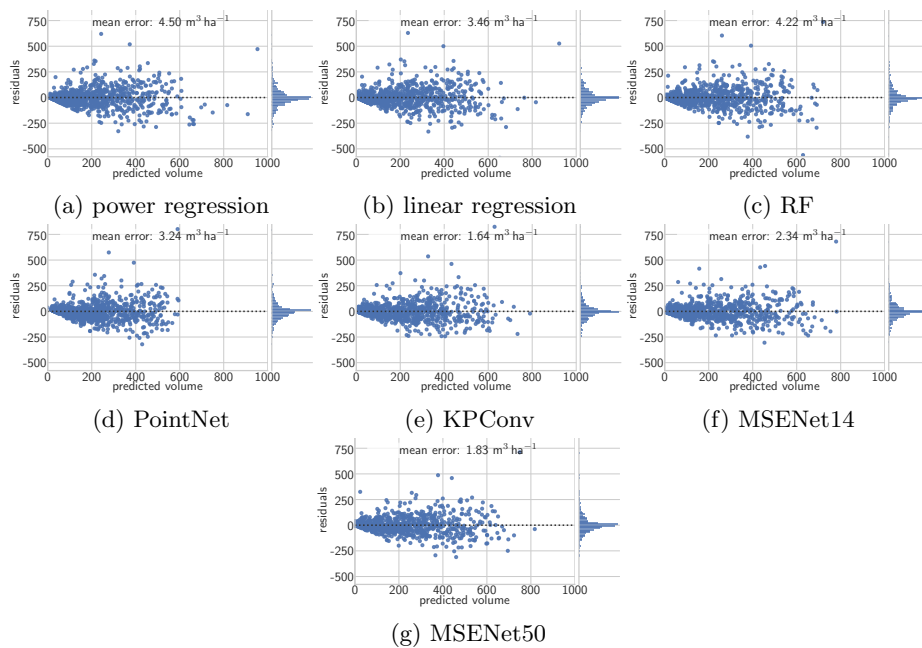 mean error: 4.50 m³ ha⁻¹
mean error: 3.46 m³ ha⁻¹
mean error: 4.22 m³ ha⁻¹
750
500
250
0
-250
-500
residuals
0 200 400 600 800 1000
predicted volume
750
500
250
0
-250
-500
residuals
0 200 400 600 800 1000
predicted volume
750
500
250
0
-250
-500
residuals
0 200 400 600 800 1000
predicted volume
(a) power regression
(b) linear regression
(c) RF
mean error: 3.24 m³ ha⁻¹
mean error: 1.64 m³ ha⁻¹
mean error: 2.34 m³ ha⁻¹
750
500
250
0
-250
-500
residuals
0 200 400 600 800 1000
predicted volume
750
500
250
0
-250
-500
residuals
0 200 400 600 800 1000
predicted volume
750
500
250
0
-250
-500
residuals
0 200 400 600 800 1000
predicted volume
(d) PointNet
(e) KPConv
(f) MSENet14
mean error: 1.83 m³ ha⁻¹
750
500
250
0
-250
-500
residuals
0 200 400 600 800 1000
predicted volume
(g) MSENet50